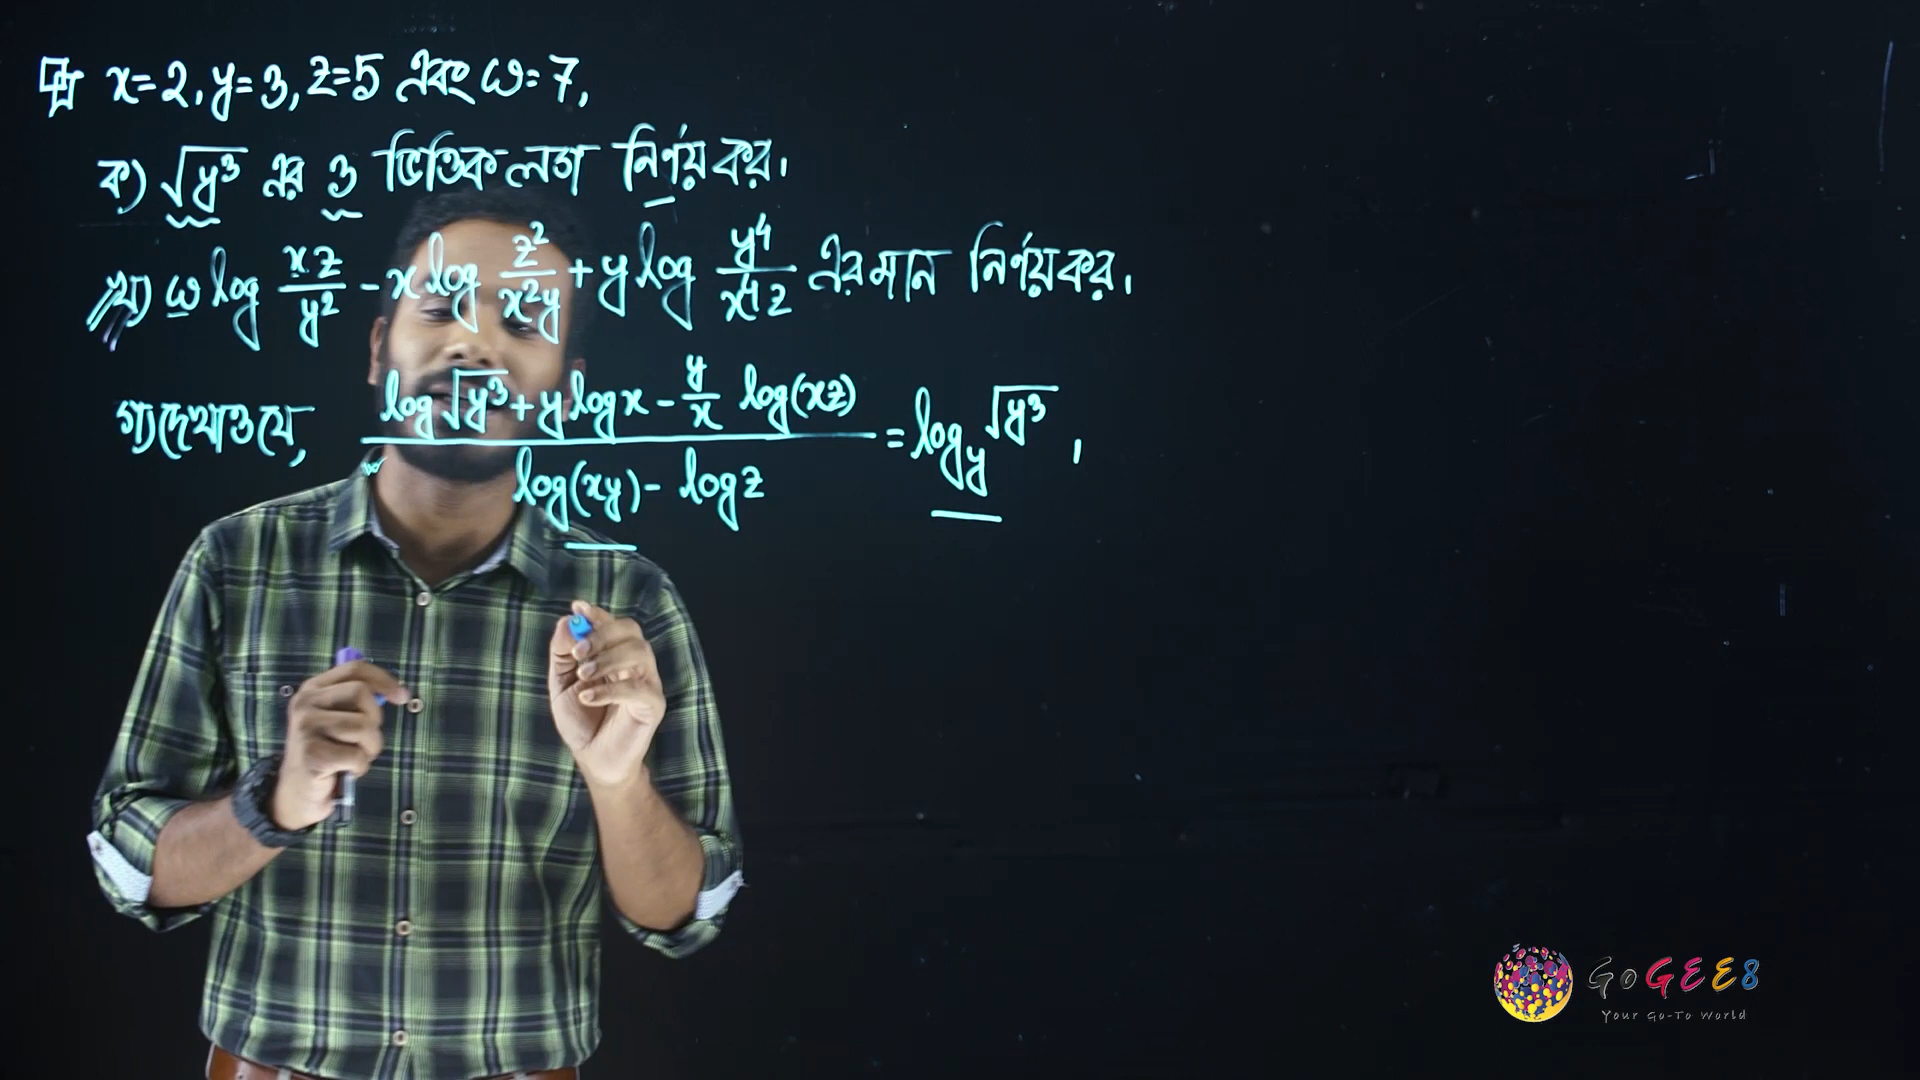 x=2, y=3, z=5 এবং ω=7,
ক) √y³ এর 3 ভিত্তিক লগ নির্ণয় কর।
খ) ω log xz/y² - x log z²/x²y + y log y⁴/x⁴z এর মান নির্ণয় কর।
গ) দেখাও যে, log√y³ + y log x - y/x log(xz) / log(xy) - log z = log_y √y³ ।
GoGEE8
Your Go-To World